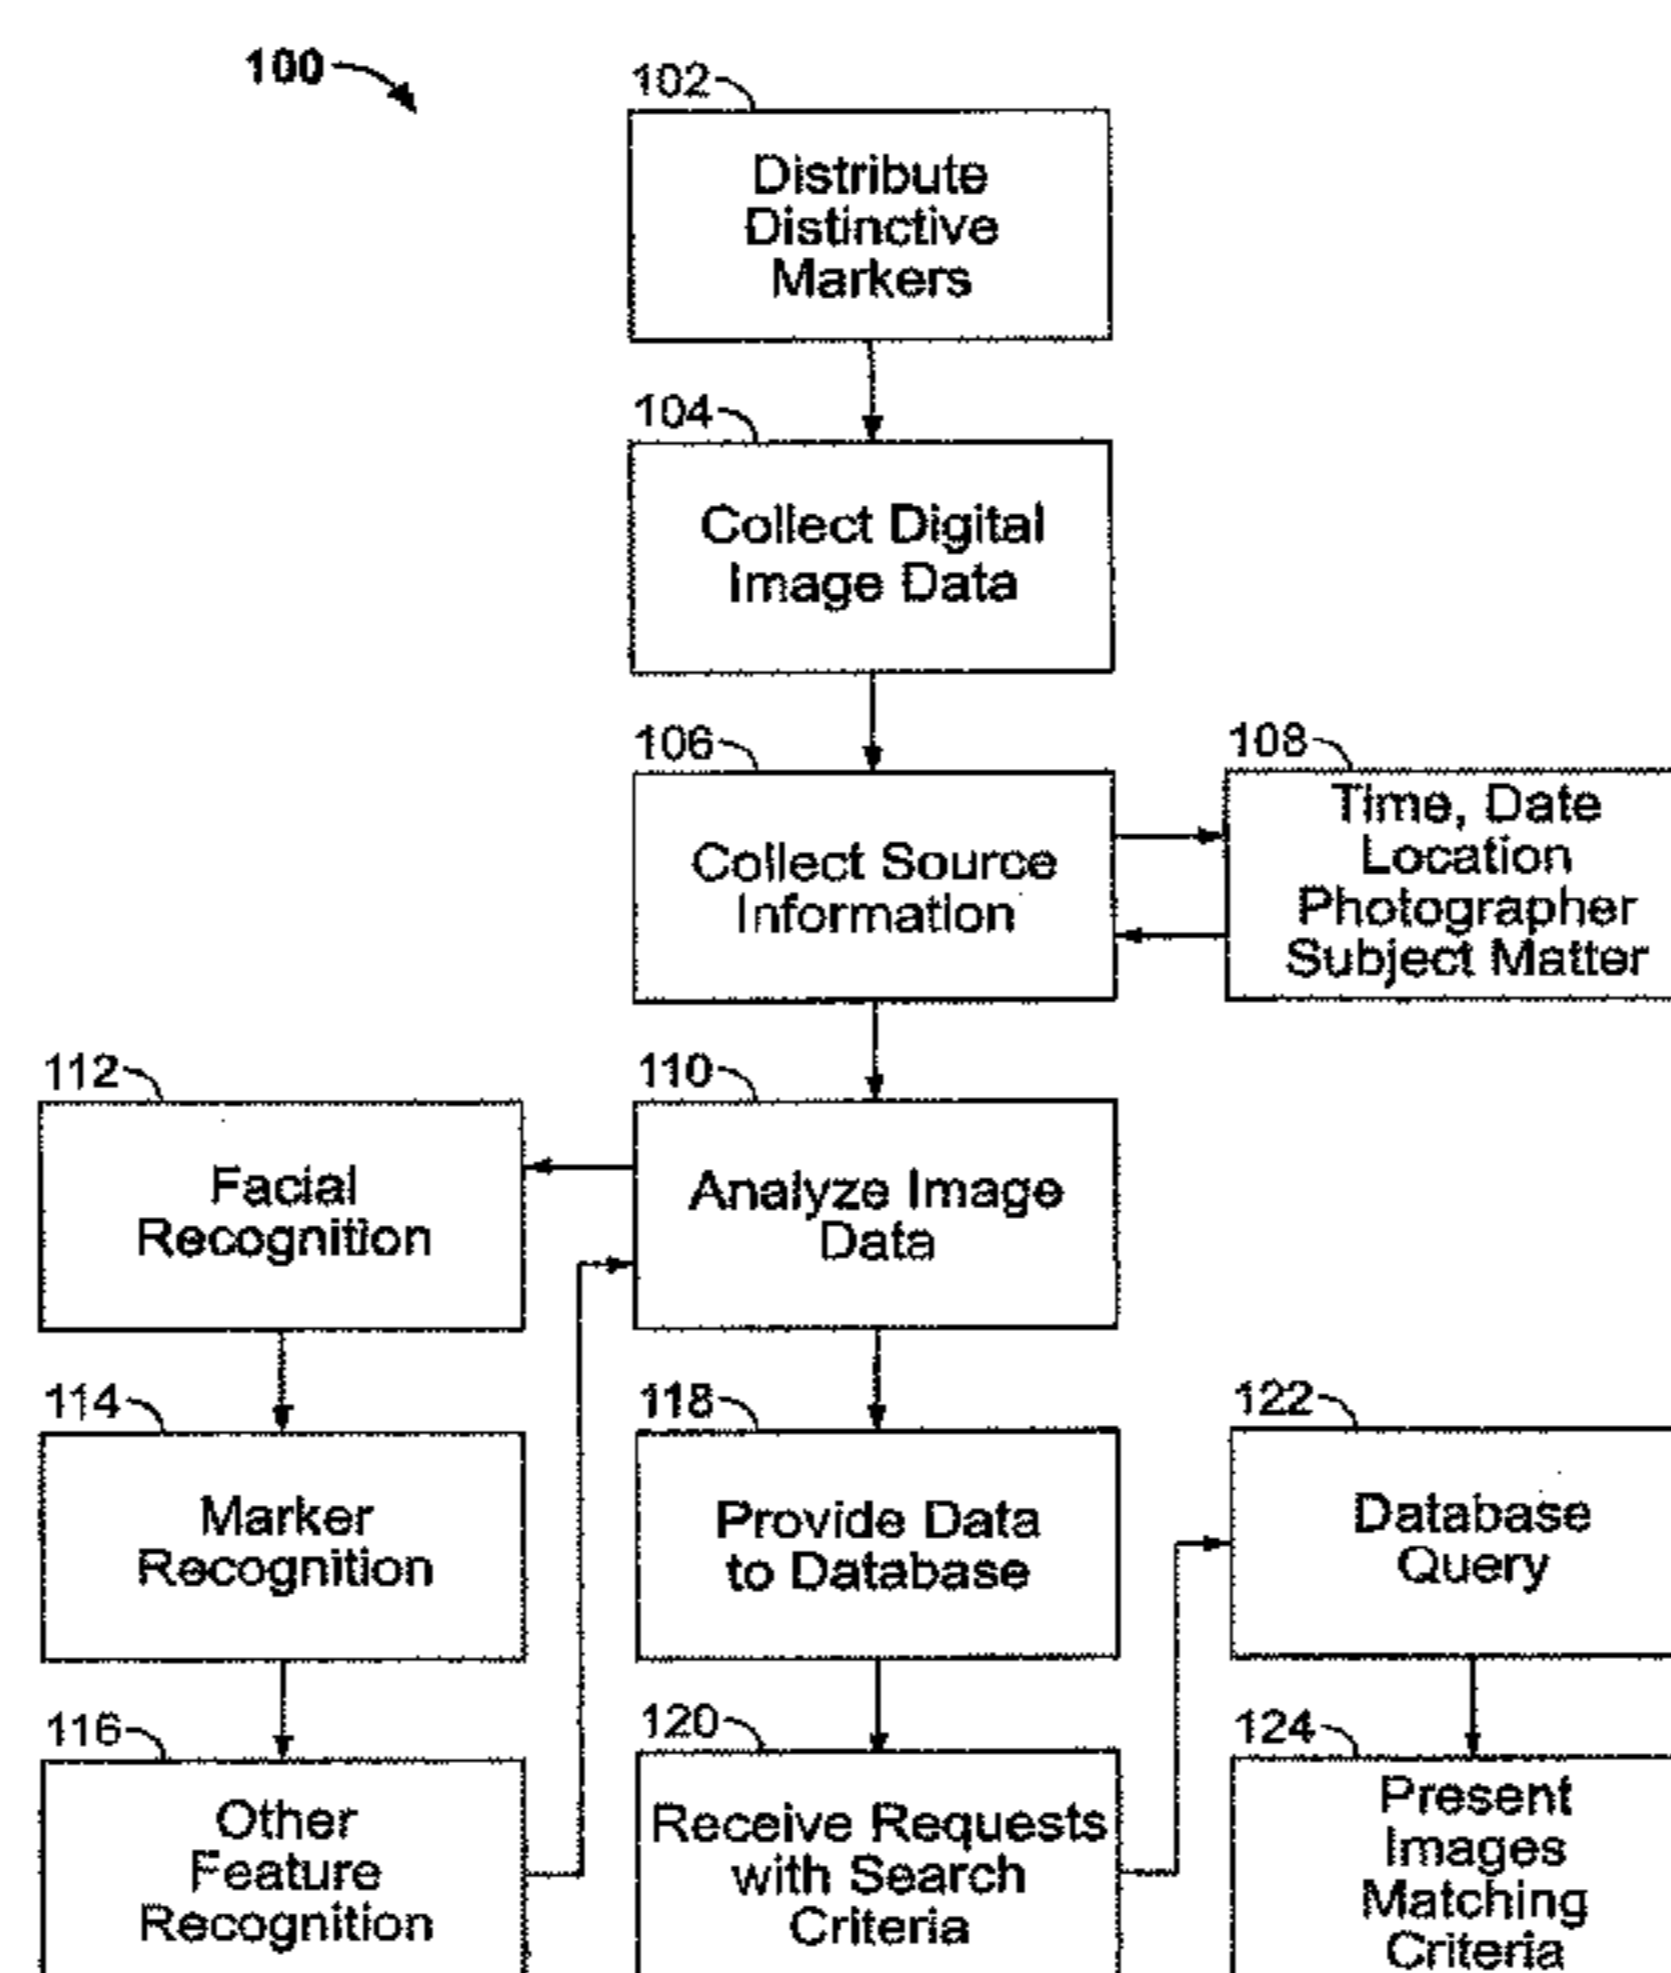 100
102
Distribute
Distinctive
Markers
104
Collect Digital
Image Data
106
Collect Source
Information
108
Time, Date
Location
Photographer
Subject Matter
112
Facial
Recognition
110
Analyze Image
Data
114
Marker
Recognition
118
Provide Data
to Database
122
Database
Query
116
Other
Feature
Recognition
120
Receive Requests
with Search
Criteria
124
Present
Images
Matching
Criteria